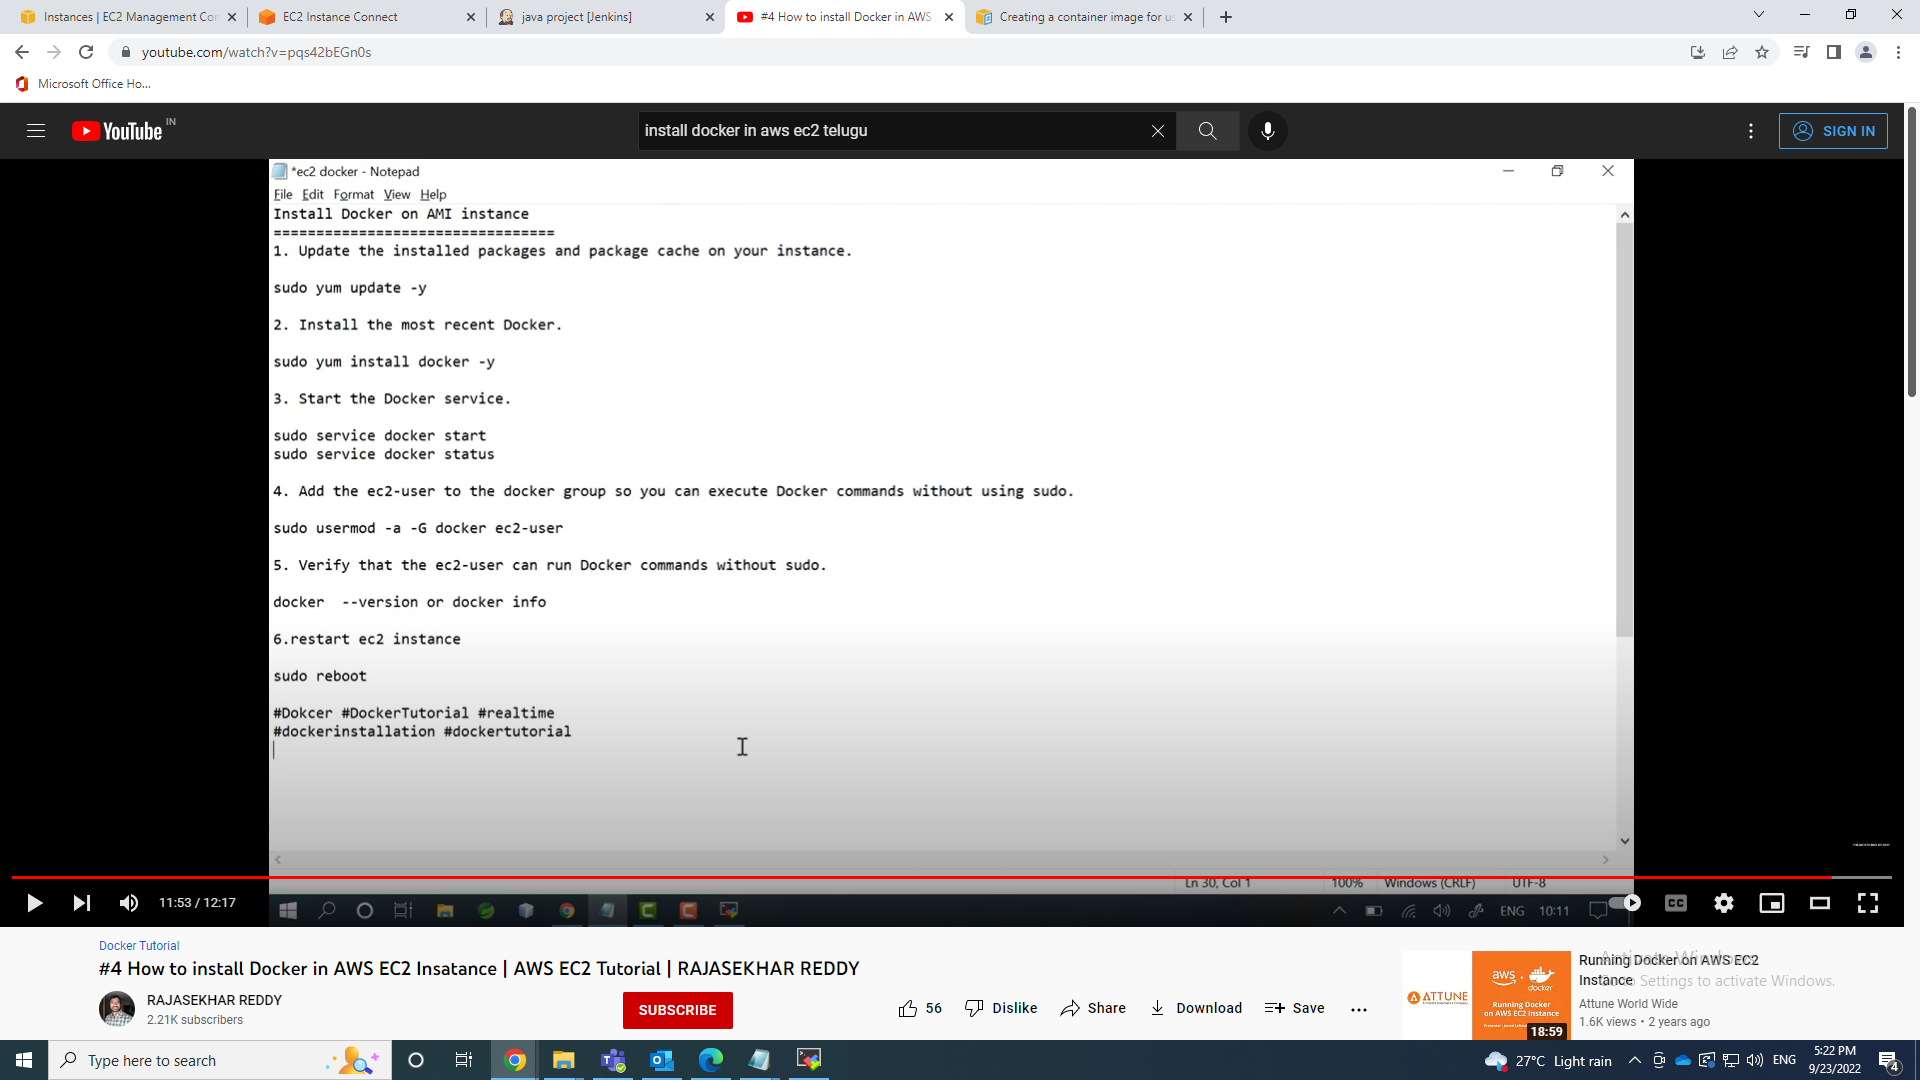 Instances | EC2 Management Con
EC2 Instance Connect
java project [Jenkins]
#4 How to install Docker in AWS
Creating a container image for us
youtube.com/watch?v=pqs42bEGn0s
Microsoft Office Ho...
YouTube IN
install docker in aws ec2 telugu
SIGN IN
*ec2 docker - Notepad
File Edit Format View Help
Install Docker on AMI instance
=================================
1. Update the installed packages and package cache on your instance.
sudo yum update -y
2. Install the most recent Docker.
sudo yum install docker -y
3. Start the Docker service.
sudo service docker start
sudo service docker status
4. Add the ec2-user to the docker group so you can execute Docker commands without using sudo.
sudo usermod -a -G docker ec2-user
5. Verify that the ec2-user can run Docker commands without sudo.
docker  --version or docker info
6.restart ec2 instance
sudo reboot
#Dokcer #DockerTutorial #realtime
#dockerinstallation #dockertutorial
Ln 30, Col 1 100% Windows (CRLF) UTF-8
11:53 / 12:17
ENG 10:11
CC
Docker Tutorial
#4 How to install Docker in AWS EC2 Insatance | AWS EC2 Tutorial | RAJASEKHAR REDDY
RAJASEKHAR REDDY
2.21K subscribers
SUBSCRIBE
56 Dislike Share Download Save
ATTUNE
aws docker
Running Docker
on AWS EC2 Instance
18:59
Running Docker on AWS EC2
Instance
Attune World Wide
1.6K views • 2 years ago
Activate Windows
Go to Settings to activate Windows.
Type here to search
27°C Light rain
ENG
5:22 PM
9/23/2022
4